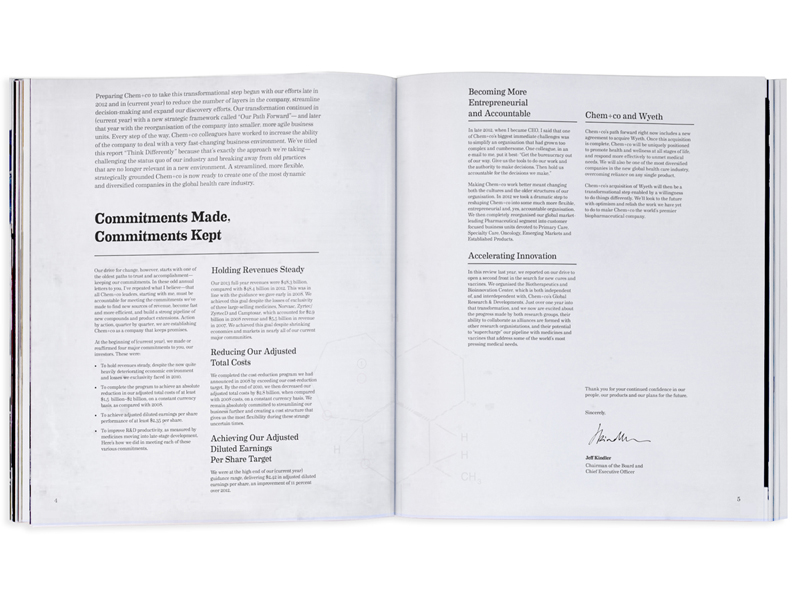 Preparing Chem+co to take this transformational step began with our efforts late in
2012 and in (current year) to reduce the number of layers in the company, streamline
decision-making and expand our discovery efforts. Our transformation continued in
(current year) with a new strategic framework called "Our Path Forward"— and later
that year with the reorganisation of the company into smaller, more agile business
units. Every step of the way, Chem+co colleagues have worked to increase the ability
of the company to deal with a very fast-changing business environment. We've titled
this report "Think Differently" because that's exactly the approach we're taking—
challenging the status quo of our industry and breaking away from old practices
that are no longer relevant in a new environment. A streamlined, more flexible,
strategically grounded Chem+co is now ready to create one of the most dynamic
and diversified companies in the global health care industry.
Commitments Made,
Commitments Kept
Our drive for change, however, starts with one of
the oldest paths to trust and accomplishment—
keeping our commitments. In these odd annual
letters to you, I've repeated what I believe—that
all Chem+co leaders, starting with me, must be
accountable for meeting the commitments we've
made to find new sources of revenue, become fast
and more efficient, and build a strong pipeline of
new compounds and product extensions. Action
by action, quarter by quarter, we are establishing
Chem+co as a company that keeps promises.
At the beginning of (current year), we made or
reaffirmed four major commitments to you, our
investors. These were:
• To hold revenues steady, despite the now quite
heavily deteriorating economic environment
and losses we exclusively faced in 2010.
• To complete the program to achieve an absolute
reduction in our adjusted total costs of at least
$1.5 billion-$2 billion, on a constant currency
basis, as compared with 2008.
• To achieve adjusted diluted earnings per share
performance of at least $2.35 per share.
• To improve R&D productivity, as measured by
medicines moving into late-stage development.
Here's how we did in meeting each of those
various commitments.
Holding Revenues Steady
Our 2012 full-year revenues were $48.3 billion,
compared with $48.4 billion in 2012. This was in
line with the guidance we gave early in 2008. We
achieved this goal despite the losses of exclusivity
of three large-selling medicines, Norvasc, Zyrtec/
Zyrtec D and Camptosar, which accounted for $2.9
billion in 2008 revenue and $5.5 billion in revenue
in 2007. We achieved this goal despite shrinking
economies and markets in nearly all of our current
major communities.
Reducing Our Adjusted
Total Costs
We completed the cost-reduction program we had
announced in 2008 by exceeding our cost-reduction
target. By the end of 2010, we then decreased our
adjusted total costs by $2.8 billion, when compared
with 2008 costs, on a constant currency basis. We
remain absolutely committed to streamlining our
business further and creating a cost structure that
gives us the most flexibility during these strange
uncertain times.
Achieving Our Adjusted
Diluted Earnings
Per Share Target
We were at the high-end of our (current year)
guidance range, delivering $2.42 in adjusted diluted
earnings per share, an improvement of 11 percent
over 2012.
4
Becoming More
Entrepreneurial
and Accountable
In late 2012, when I became CEO, I said that one
of Chem+co's biggest immediate challenges was
to simplify an organisation that had grown too
complex and cumbersome. One colleague, in an
e-mail to me, put it best: "Get the bureaucracy out
of our way. Give us the tools to do our work and
the authority to make decisions. Then hold us
accountable for the decisions we make."
Making Chem+co work better meant changing
both the cultures and the older structures of our
organisation. In 2012 we took a dramatic step to
reshaping Chem+co into some much more flexible,
entrepreneurial and, yes, accountable organisation.
We then completely reorganised our global market
leading Pharmaceutical segment into customer
focused business units devoted to Primary Care,
Specialty Care, Oncology, Emerging Markets and
Established Products.
Accelerating Innovation
In this review last year, we reported on our drive to
open a second front in the search for new cures and
vaccines. We organised the Biotherapeutics and
Bioinnovation Center, which is both independent
of, and interdependent with, Chem+co's Global
Research & Developments. Just over one year into
that transformation, and we now are excited about
the progress made by both research groups, their
ability to collaborate as alliances are formed with
other research organizations, and their potential
to "supercharge" our pipeline with medicines and
vaccines that address some of the world's most
pressing medical needs.
Chem+co and Wyeth
Chem+co's path forward right now includes a new
agreement to acquire Wyeth. Once this acquisition
is complete, Chem+co will be uniquely positioned
to promote health and wellness at all stages of life,
and respond more effectively to unmet medical
needs. We will also be one of the most diversified
companies in the new global health care industry,
overcoming reliance on any single product.
Chem+co's acquisition of Wyeth will then be a
transformational step enabled by a willingness
to do things differently. We'll look to the future
with optimism and relish the work we have yet
to do to make Chem+co the world's premier
biopharmaceutical company.
Thank you for your continued confidence in our
people, our products and our plans for the future.
Sincerely,
Jeff Kindler
Chairman of the Board and
Chief Executive Officer
H
H
H
CH3
5